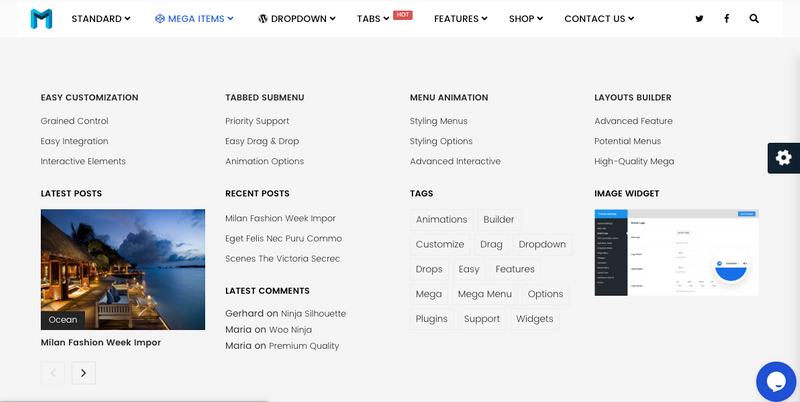 STANDARD MEGA ITEMS DROPDOWN TABS HOT FEATURES SHOP CONTACT US
EASY CUSTOMIZATION
Grained Control
Easy Integration
Interactive Elements
TABBED SUBMENU
Priority Support
Easy Drag & Drop
Animation Options
MENU ANIMATION
Styling Menus
Styling Options
Advanced Interactive
LAYOUTS BUILDER
Advanced Feature
Potential Menus
High-Quality Mega
LATEST POSTS
Ocean
Milan Fashion Week Impor
RECENT POSTS
Milan Fashion Week Impor
Eget Felis Nec Puru Commo
Scenes The Victoria Secrec
LATEST COMMENTS
Gerhard on Ninja Silhouette
Maria on Woo Ninja
Maria on Premium Quality
TAGS
Animations Builder
Customize Drag Dropdown
Drops Easy Features
Mega Mega Menu Options
Plugins Support Widgets
IMAGE WIDGET